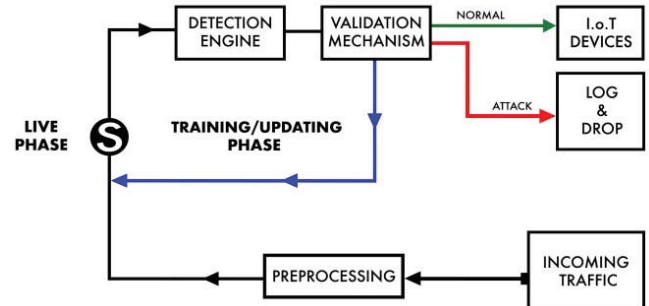 DETECTION
ENGINE
VALIDATION
MECHANISM
NORMAL
I.o.T
DEVICES
ATTACK
LOG
&
DROP
LIVE
PHASE
S
TRAINING/UPDATING
PHASE
PREPROCESSING
INCOMING
TRAFFIC